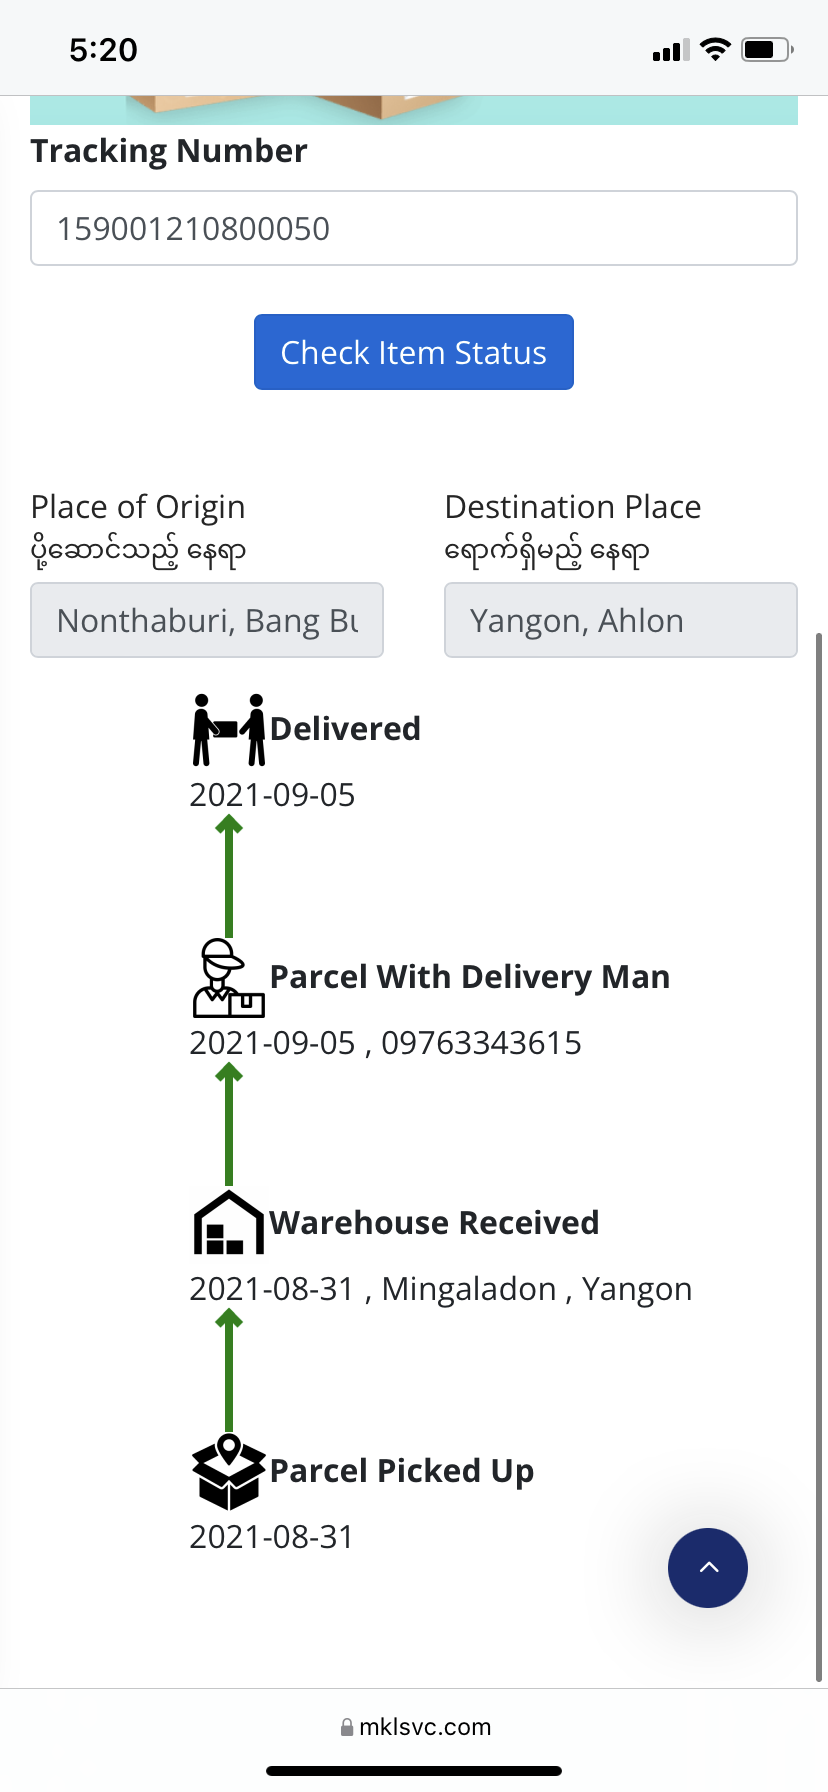 5:20
Tracking Number
159001210800050
Check Item Status
Place of Origin
ပို့ဆောင်သည့် နေရာ
Destination Place
ရောက်ရှိမည့် နေရာ
Nonthaburi, Bang
Yangon, Ahlon
Delivered
2021-09-05
Parcel With Delivery Man
2021-09-05 , 09763343615
Warehouse Received
2021-08-31 , Mingaladon , Yangon
Parcel Picked Up
2021-08-31
mklsvc.com